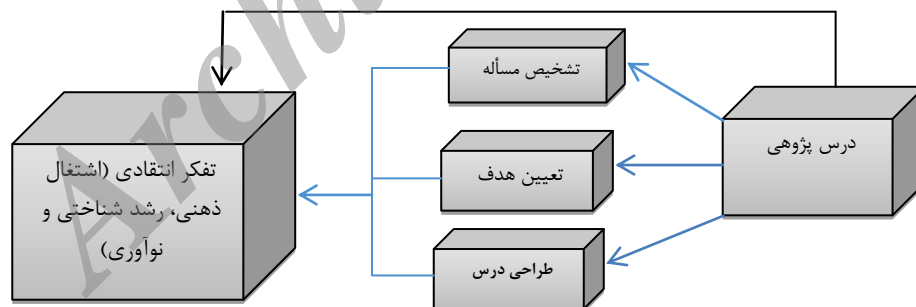 درس پژوهی
تشخیص مسأله
تعیین هدف
طراحی درس
تفکر انتقادی (اشتغال
ذهنی، رشد شناختی و
نوآوری)